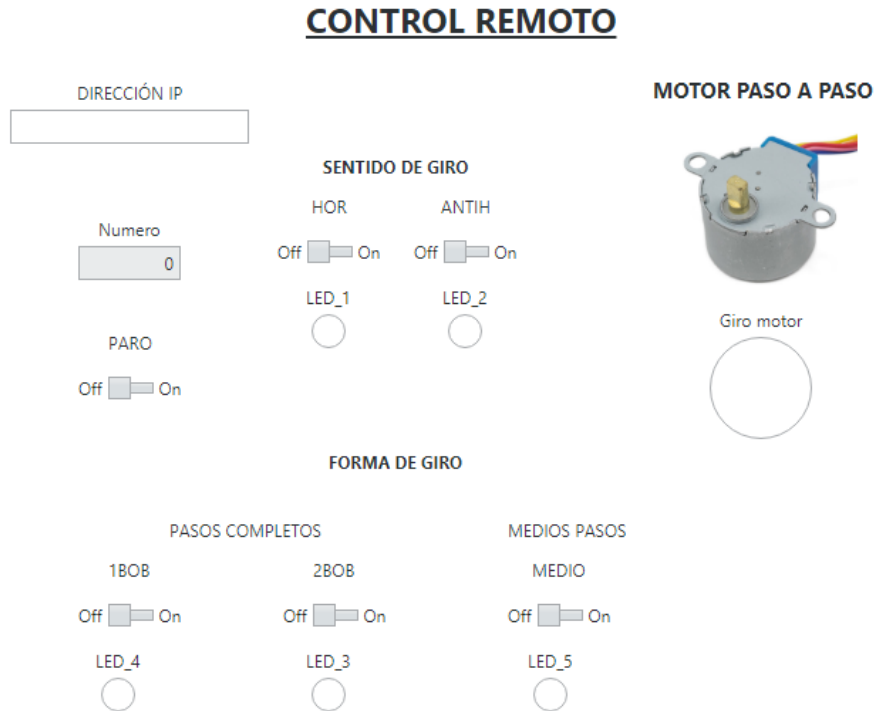 CONTROL REMOTO
DIRECCIÓN IP
MOTOR PASO A PASO
SENTIDO DE GIRO
HOR ANTIH
Numero
Off On Off On
0
LED_1 LED_2
Giro motor
PARO
Off On
FORMA DE GIRO
PASOS COMPLETOS MEDIOS PASOS
1BOB 2BOB MEDIO
Off On Off On Off On
LED_4 LED_3 LED_5